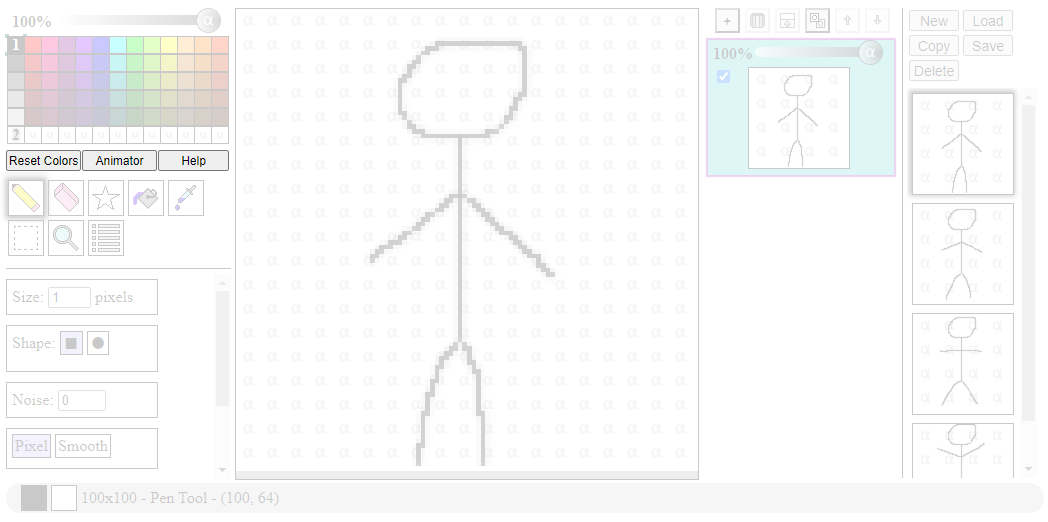 100% α
1
2
Reset Colors Animator Help
Size: 1 pixels
Shape:
Noise: 0
Pixel Smooth
100% α
New Load
Copy Save
Delete
100x100 - Pen Tool - (100, 64)